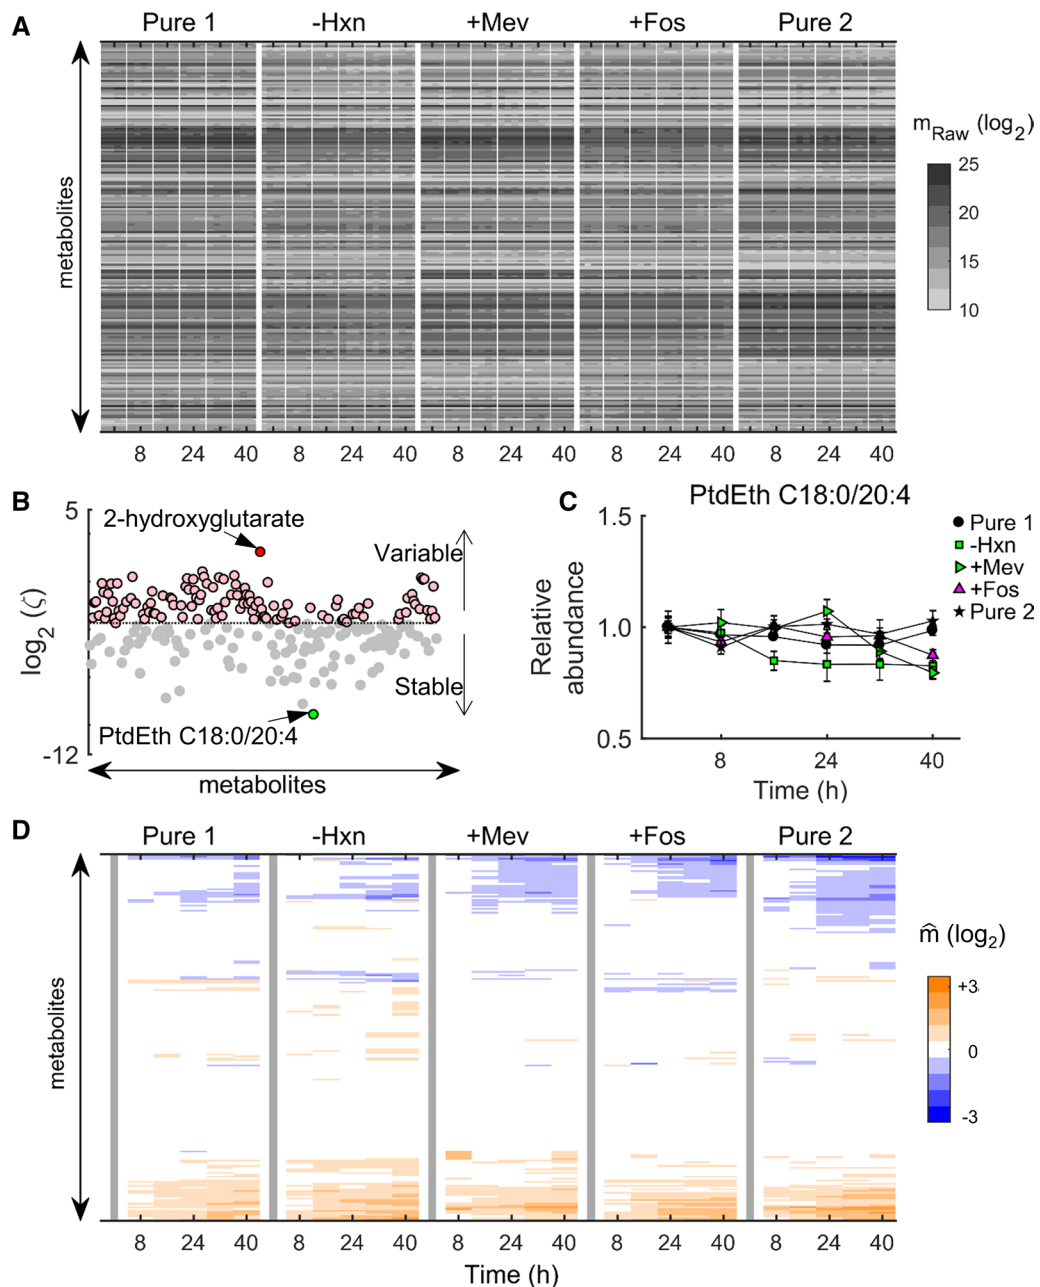 A
Pure 1 -Hxn +Mev +Fos Pure 2
metabolites
m_Raw (log_2)
25
20
15
10
8 24 40 8 24 40 8 24 40 8 24 40 8 24 40
B
5
log_2 (ζ)
-12
2-hydroxyglutarate
Variable
Stable
PtdEth C18:0/20:4
metabolites
C
PtdEth C18:0/20:4
Relative
abundance
1.5
1.0
0.5
8 24 40
Time (h)
Pure 1
-Hxn
+Mev
+Fos
Pure 2
D
Pure 1 -Hxn +Mev +Fos Pure 2
metabolites
m̂ (log_2)
+3
0
-3
8 24 40 8 24 40 8 24 40 8 24 40 8 24 40
Time (h)